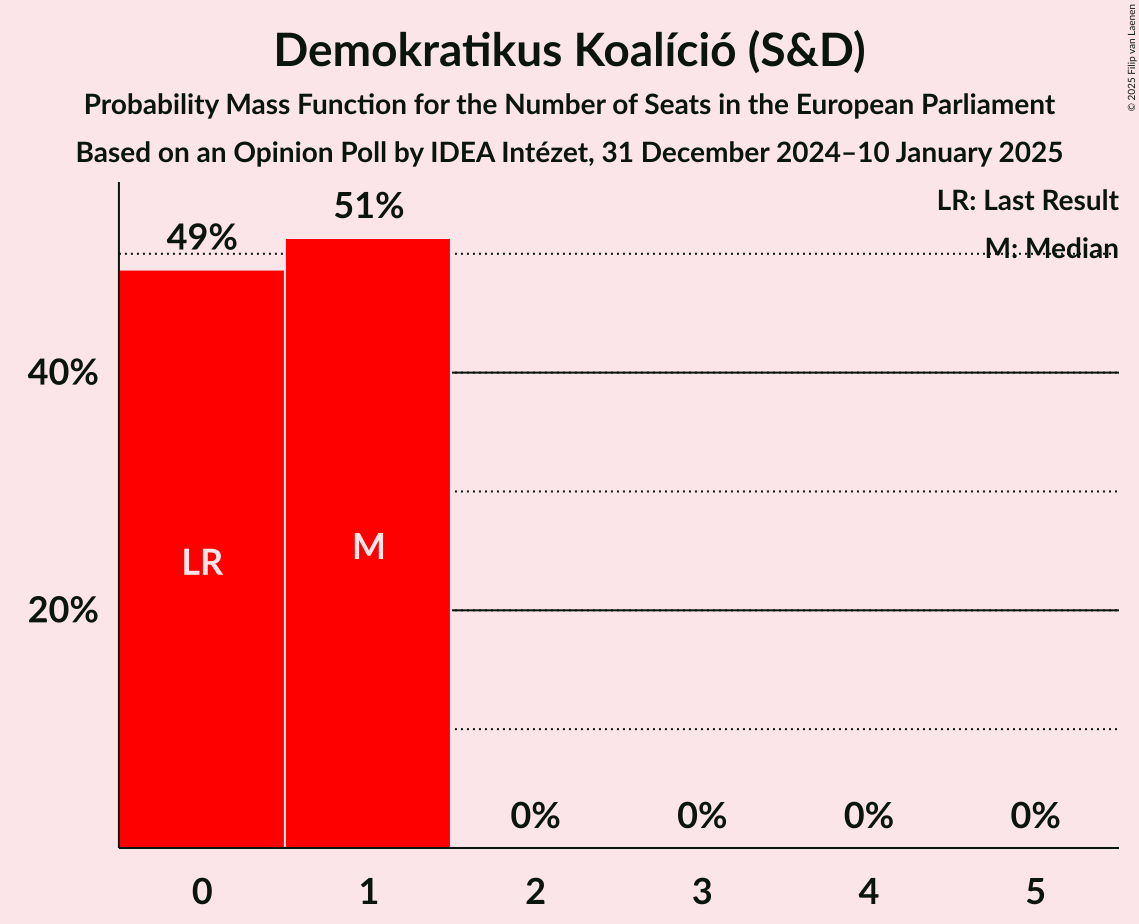 Demokratikus Koalíció (S&D)
Probability Mass Function for the Number of Seats in the European Parliament
Based on an Opinion Poll by IDEA Intézet, 31 December 2024–10 January 2025
© 2025 Filip van Laenen
LR: Last Result
M: Median
49%
51%
40%
20%
LR
M
0%
0%
0%
0%
0
1
2
3
4
5